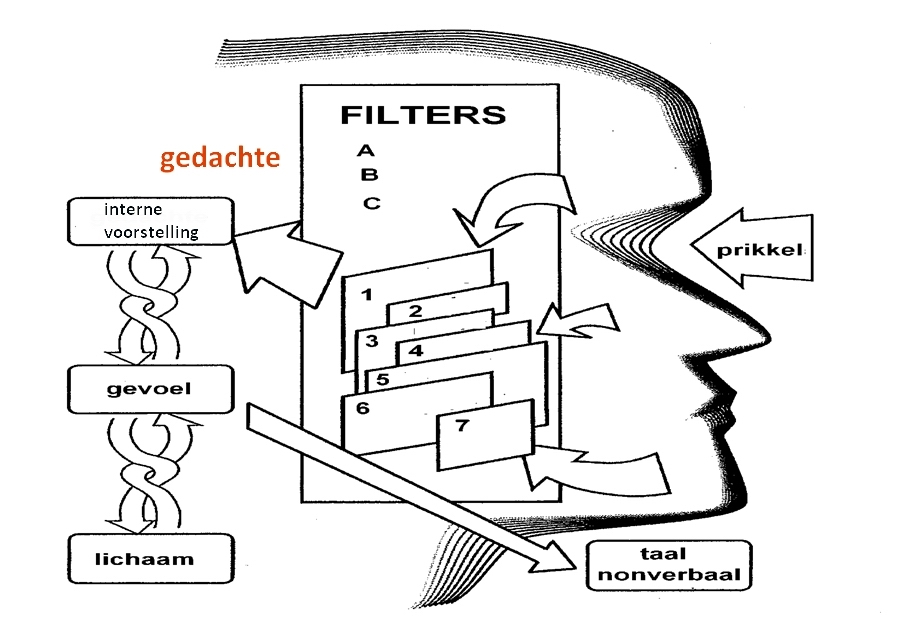 FILTERS
A
B
C
gedachte
interne
voorstelling
prikkel
1
2
3
4
5
6
7
gevoel
lichaam
taal
nonverbaal